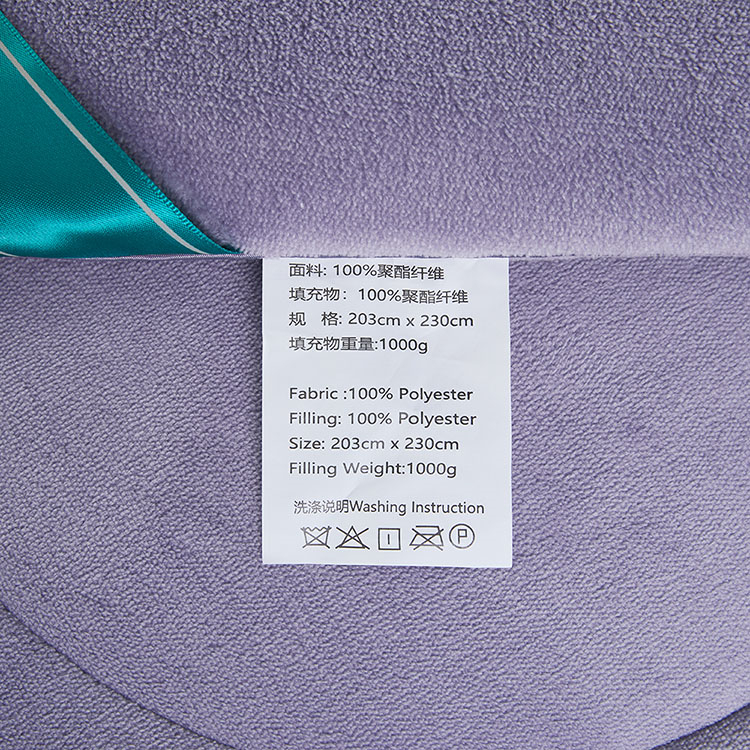 面料: 100%聚酯纤维
填充物: 100%聚酯纤维
规 格: 203cm x 230cm
填充物重量:1000g
Fabric :100% Polyester
Filling: 100% Polyester
Size: 203cm x 230cm
Filling Weight:1000g
洗涤说明Washing Instruction
P